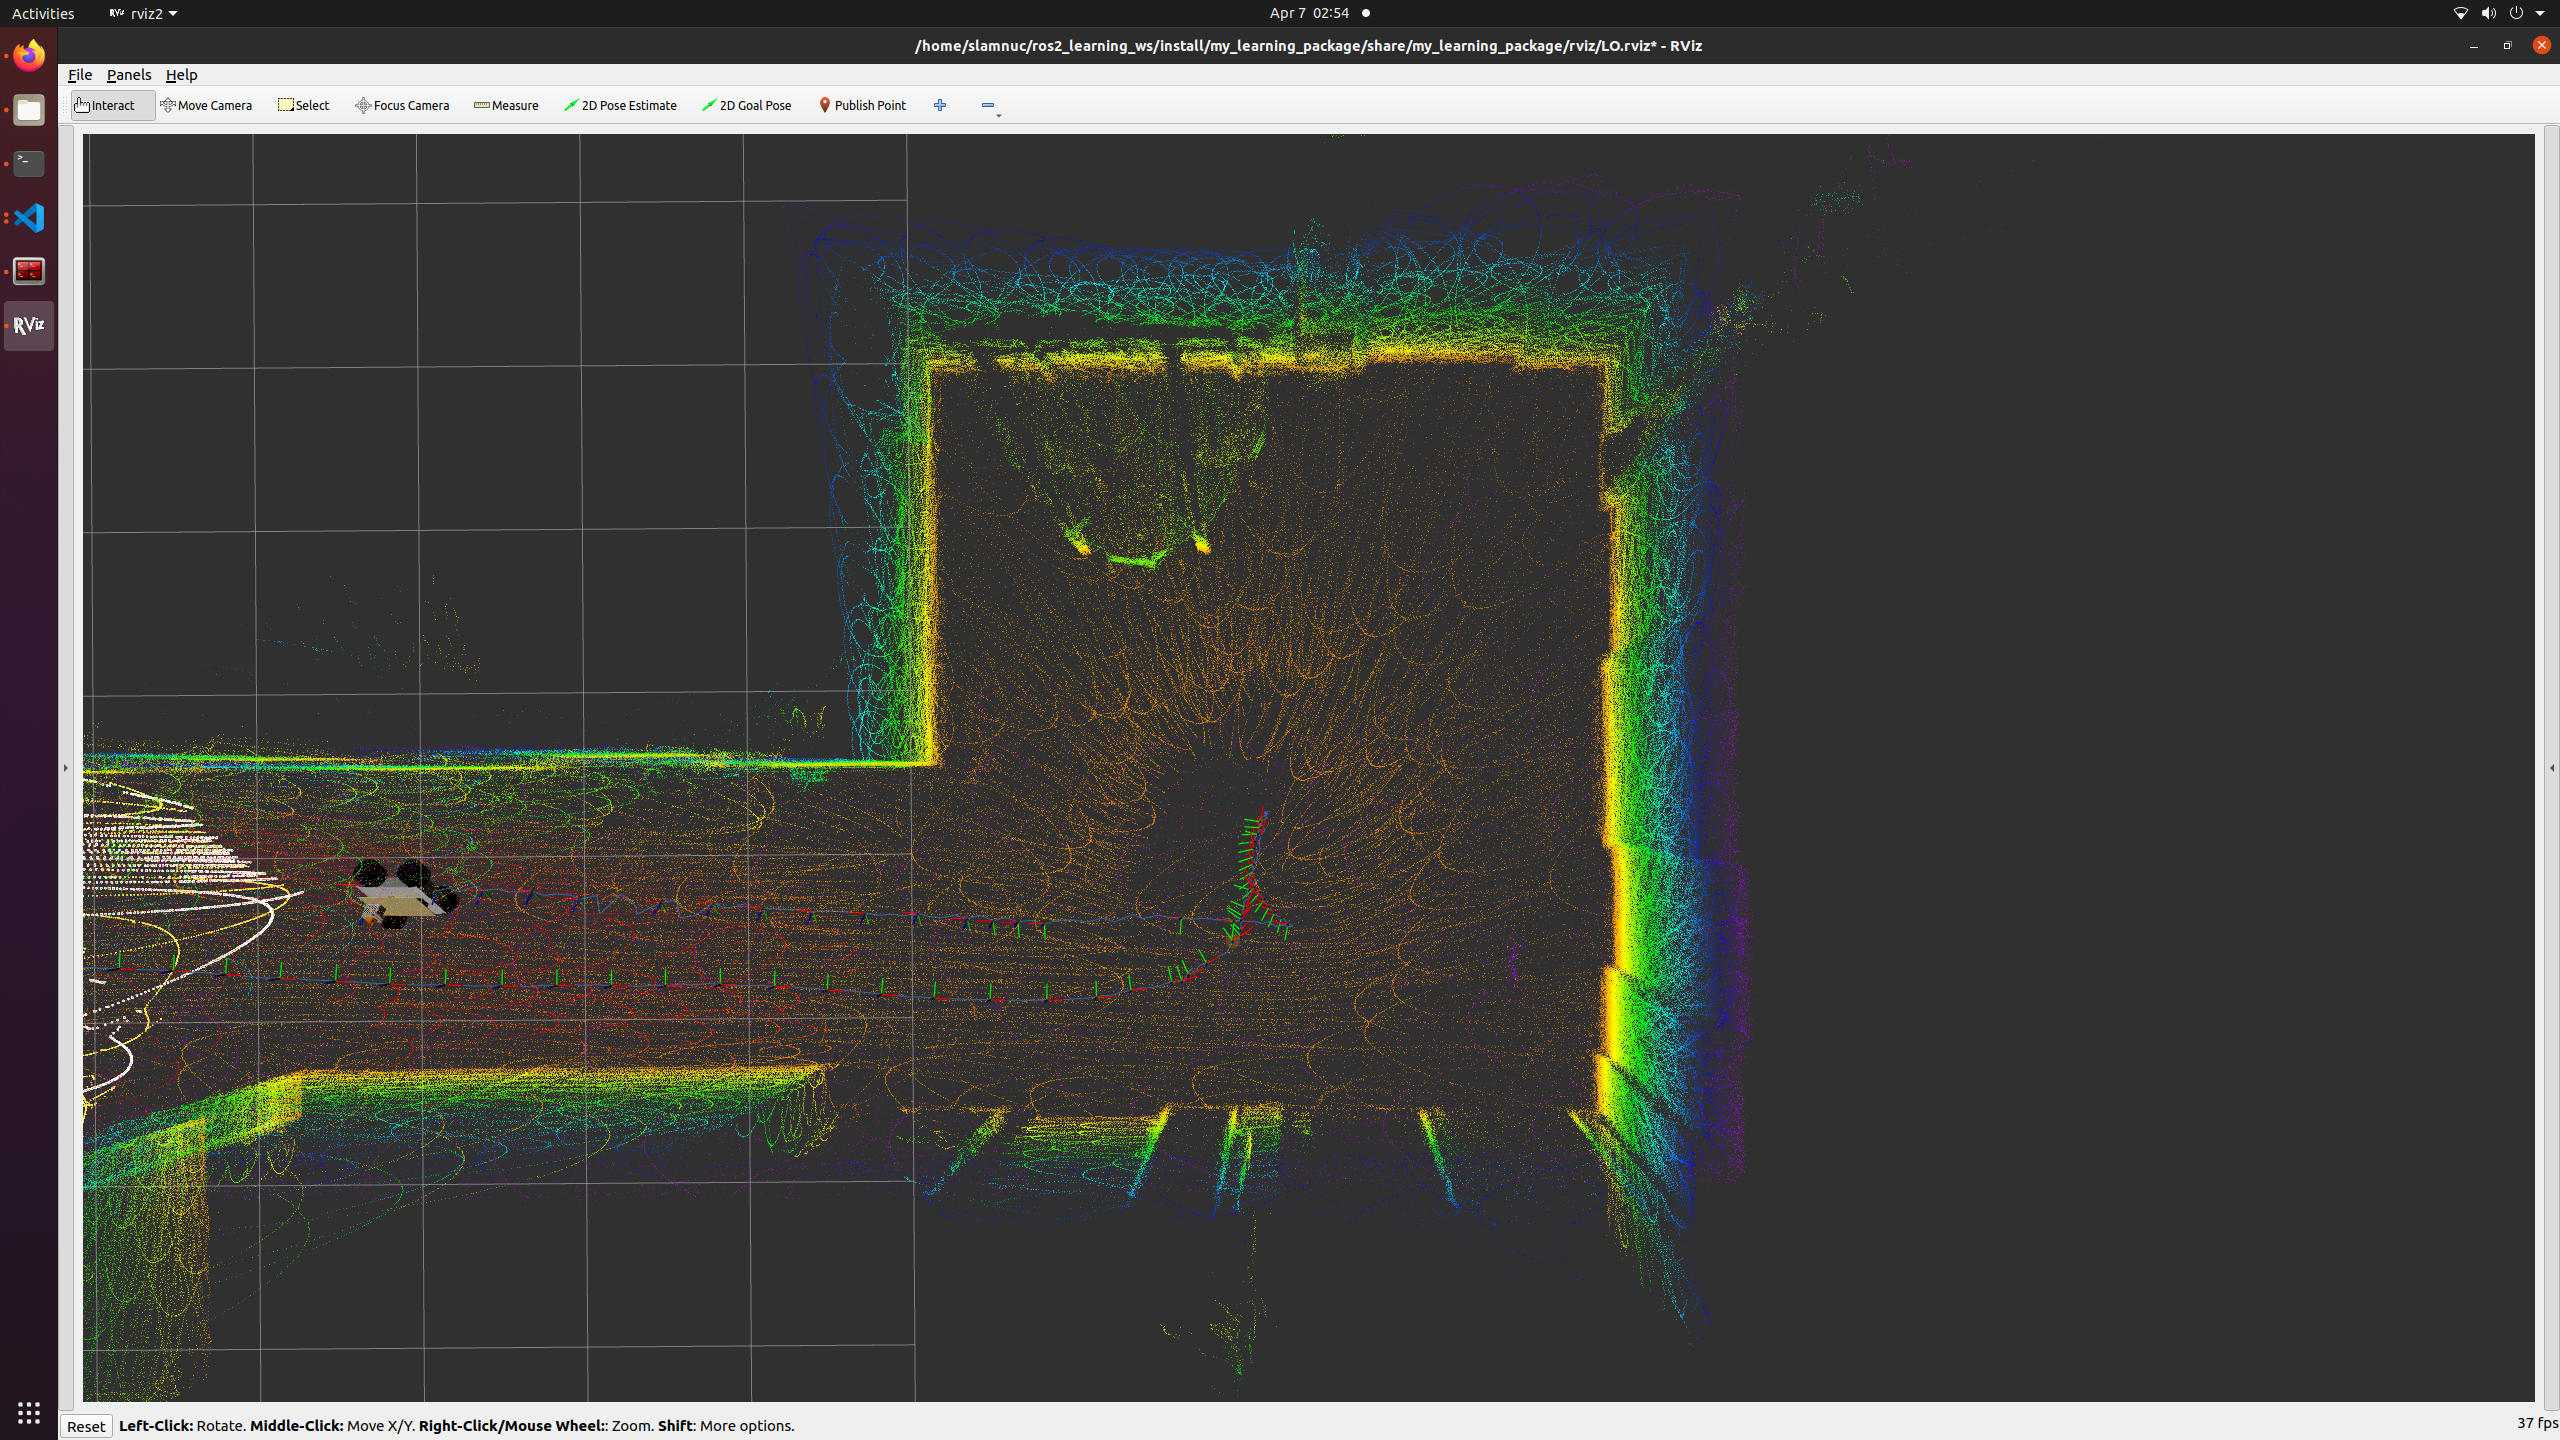 Activities
RViz rviz2
Apr 7 02:54
/home/slamnuc/ros2_learning_ws/install/my_learning_package/share/my_learning_package/rviz/LO.rviz* - RViz
File Panels Help
Interact Move Camera Select Focus Camera Measure 2D Pose Estimate 2D Goal Pose Publish Point
RViz
Reset Left-Click: Rotate. Middle-Click: Move X/Y. Right-Click/Mouse Wheel:: Zoom. Shift: More options.
37 fps